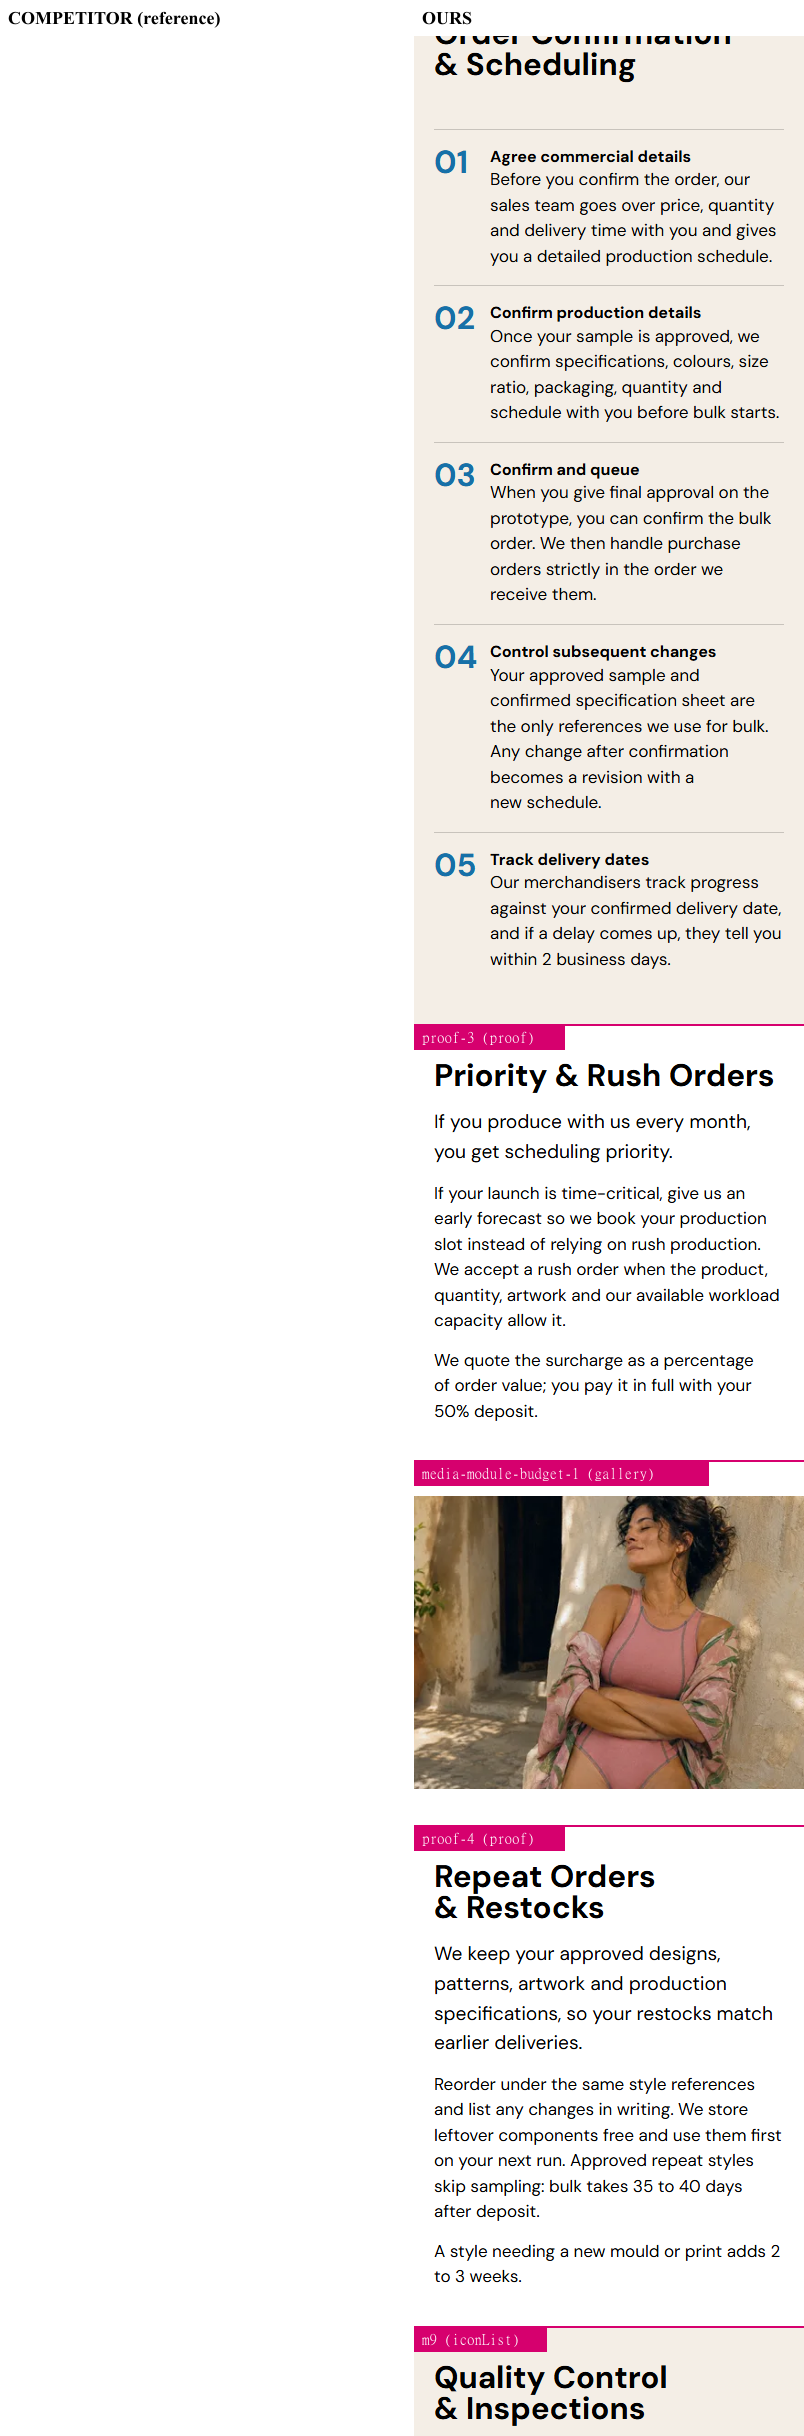 COMPETITOR (reference)
OURS
Order Confirmation
& Scheduling
01
Agree commercial details
Before you confirm the order, our
sales team goes over price, quantity
and delivery time with you and gives
you a detailed production schedule.
02
Confirm production details
Once your sample is approved, we
confirm specifications, colours, size
ratio, packaging, quantity and
schedule with you before bulk starts.
03
Confirm and queue
When you give final approval on the
prototype, you can confirm the bulk
order. We then handle purchase
orders strictly in the order we
receive them.
04
Control subsequent changes
Your approved sample and
confirmed specification sheet are
the only references we use for bulk.
Any change after confirmation
becomes a revision with a
new schedule.
05
Track delivery dates
Our merchandisers track progress
against your confirmed delivery date,
and if a delay comes up, they tell you
within 2 business days.
proof-3 (proof)
Priority & Rush Orders
If you produce with us every month,
you get scheduling priority.
If your launch is time-critical, give us an
early forecast so we book your production
slot instead of relying on rush production.
We accept a rush order when the product,
quantity, artwork and our available workload
capacity allow it.
We quote the surcharge as a percentage
of order value; you pay it in full with your
50% deposit.
media-module-budget-1 (gallery)
proof-4 (proof)
Repeat Orders
& Restocks
We keep your approved designs,
patterns, artwork and production
specifications, so your restocks match
earlier deliveries.
Reorder under the same style references
and list any changes in writing. We store
leftover components free and use them first
on your next run. Approved repeat styles
skip sampling: bulk takes 35 to 40 days
after deposit.
A style needing a new mould or print adds 2
to 3 weeks.
m9 (iconList)
Quality Control
& Inspections